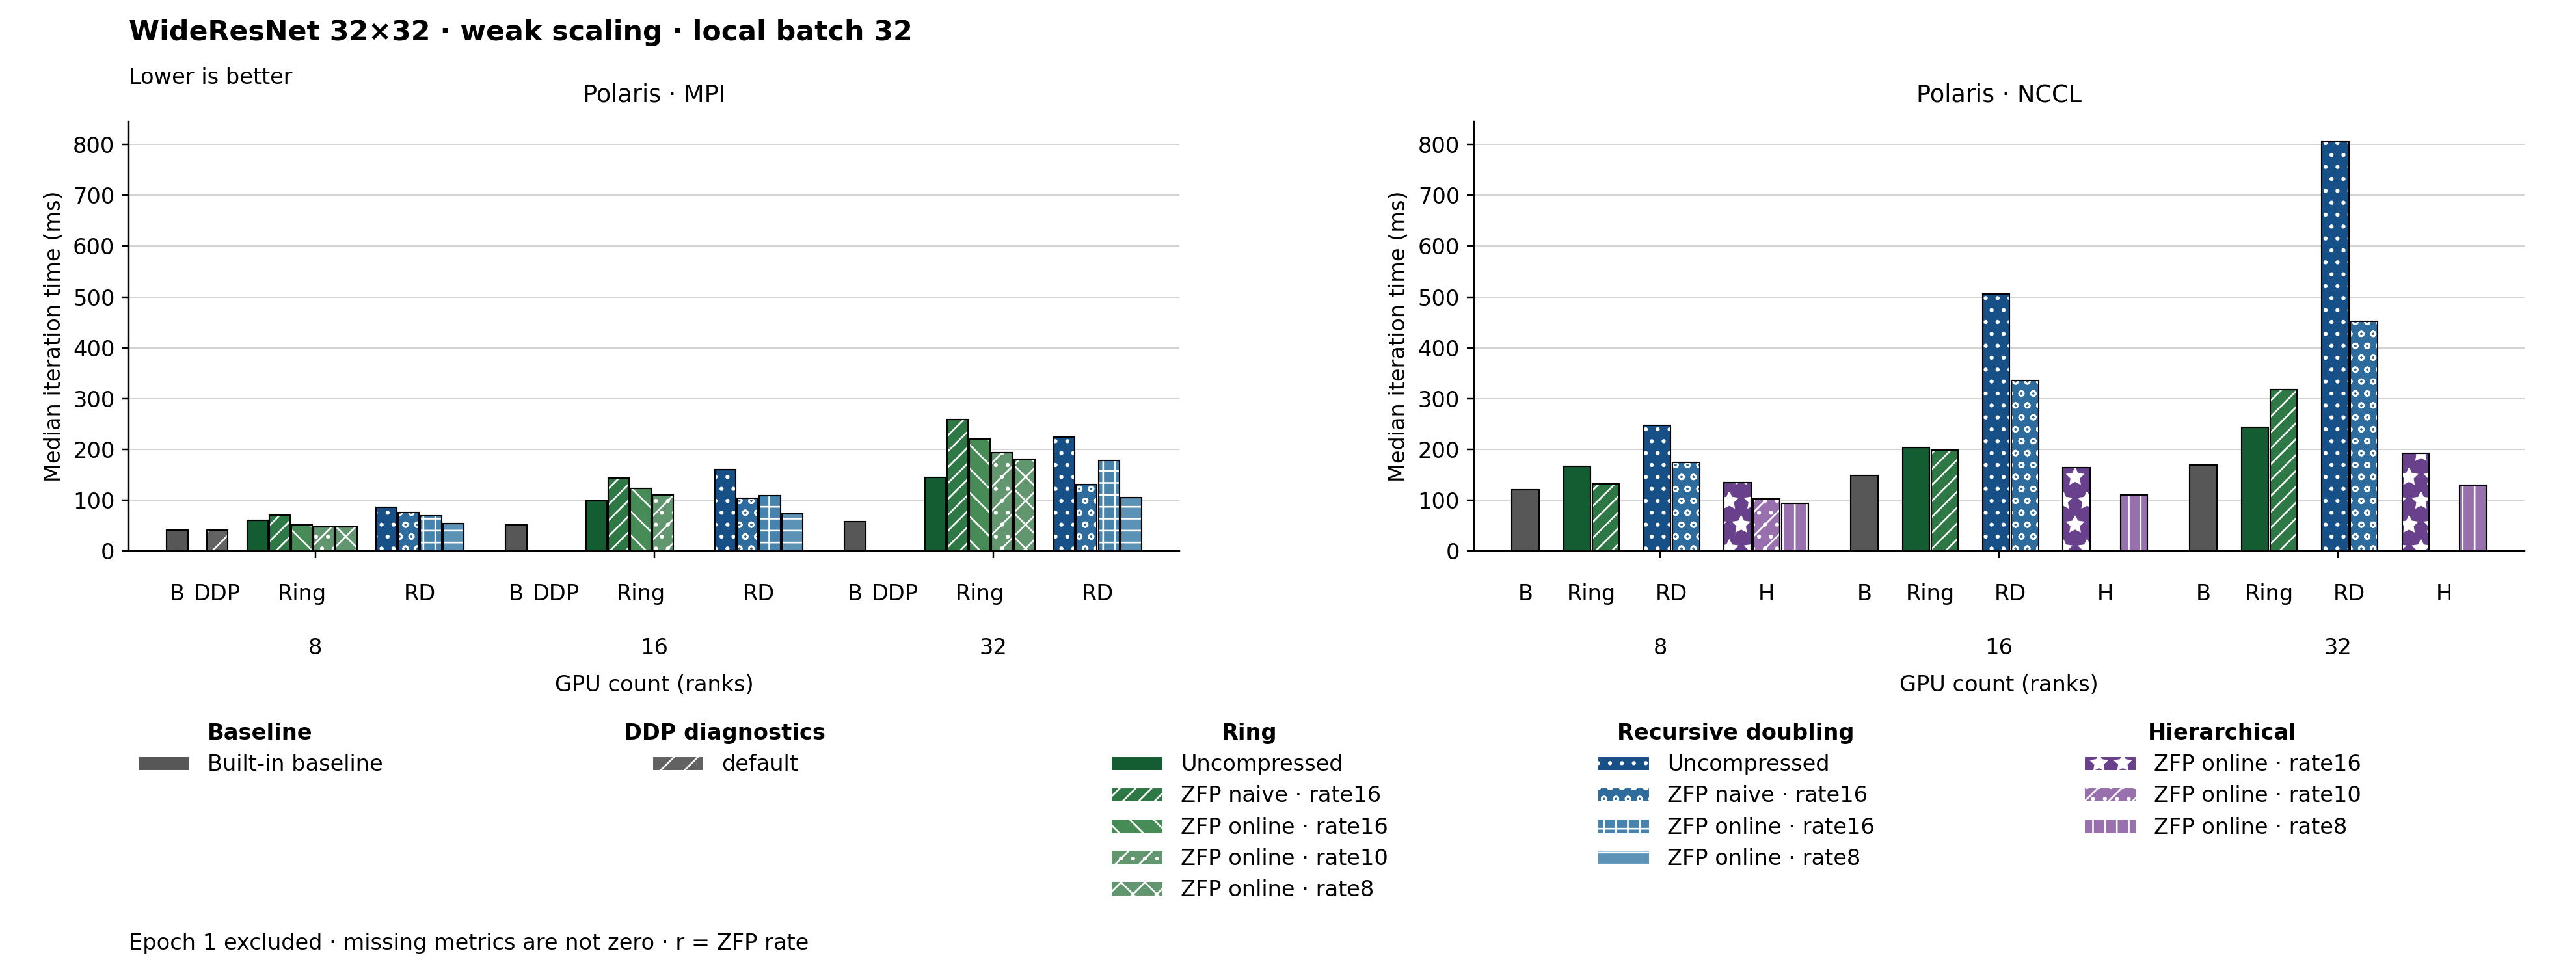 WideResNet 32×32 · weak scaling · local batch 32
Lower is better
Polaris · MPI
Median iteration time (ms)
800
700
600
500
400
300
200
100
0
B DDP Ring RD B DDP Ring RD B DDP Ring RD
8 16 32
GPU count (ranks)
Polaris · NCCL
Median iteration time (ms)
800
700
600
500
400
300
200
100
0
B Ring RD H B Ring RD H B Ring RD H
8 16 32
GPU count (ranks)
Baseline
Built-in baseline
DDP diagnostics
default
Ring
Uncompressed
ZFP naive · rate16
ZFP online · rate16
ZFP online · rate10
ZFP online · rate8
Recursive doubling
Uncompressed
ZFP naive · rate16
ZFP online · rate16
ZFP online · rate8
Hierarchical
ZFP online · rate16
ZFP online · rate10
ZFP online · rate8
Epoch 1 excluded · missing metrics are not zero · r = ZFP rate